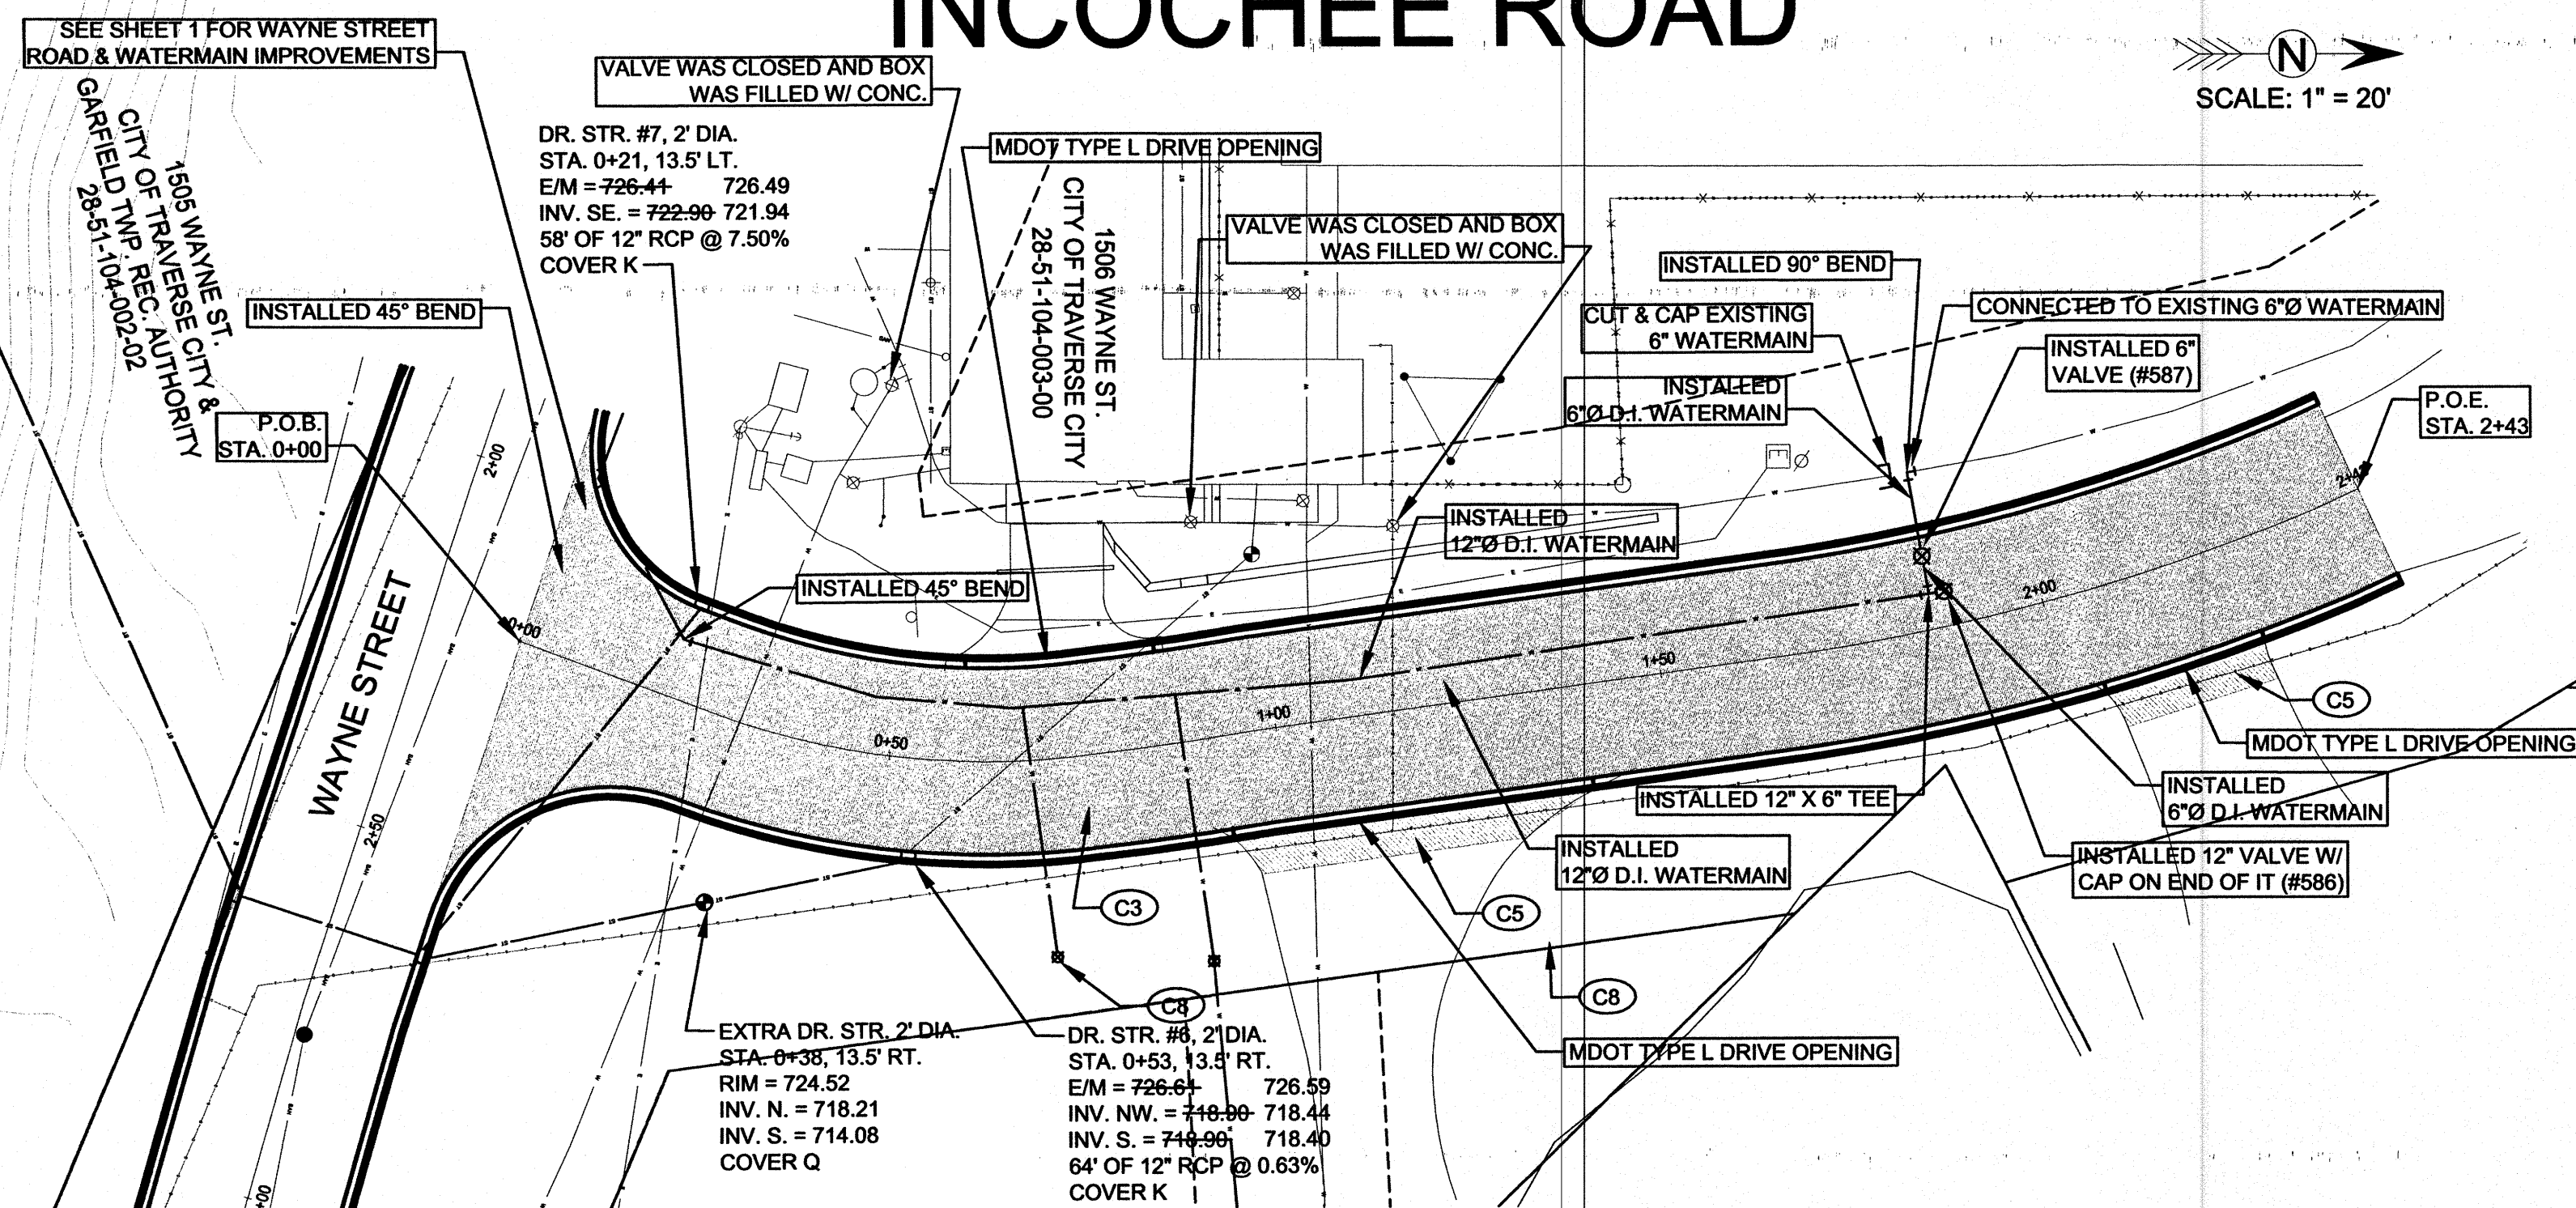 INCOCHEE ROAD
SEE SHEET 1 FOR WAYNE STREET
ROAD & WATERMAIN IMPROVEMENTS
N
SCALE: 1" = 20'
VALVE WAS CLOSED AND BOX
WAS FILLED W/ CONC.
DR. STR. #7, 2' DIA.
STA. 0+21, 13.5' LT.
E/M = 726.41 726.49
INV. SE. = 722.90 721.94
58' OF 12" RCP @ 7.50%
COVER K
MDOT TYPE L DRIVE OPENING
1505 WAYNE ST.
CITY OF TRAVERSE CITY &
GARFIELD TWP. REC. AUTHORITY
28-51-104-002-02
1506 WAYNE ST.
CITY OF TRAVERSE CITY
28-51-104-003-00
VALVE WAS CLOSED AND BOX
WAS FILLED W/ CONC.
INSTALLED 90° BEND
CONNECTED TO EXISTING 6"Ø WATERMAIN
CUT & CAP EXISTING
6" WATERMAIN
INSTALLED 6"
VALVE (#587)
INSTALLED
6"Ø D.I. WATERMAIN
INSTALLED 45° BEND
P.O.B.
STA. 0+00
P.O.E.
STA. 2+43
2+00
2+43
INSTALLED
12"Ø D.I. WATERMAIN
INSTALLED 45° BEND
0+00
0+50
1+00
1+50
2+00
WAYNE STREET
2+50
C5
MDOT TYPE L DRIVE OPENING
INSTALLED 12" X 6" TEE
INSTALLED
6"Ø D.I. WATERMAIN
INSTALLED
12"Ø D.I. WATERMAIN
INSTALLED 12" VALVE W/
CAP ON END OF IT (#586)
C3
C5
C8
C8
EXTRA DR. STR. 2' DIA.
STA. 0+38, 13.5' RT.
RIM = 724.52
INV. N. = 718.21
INV. S. = 714.08
COVER Q
DR. STR. #6, 2' DIA.
STA. 0+53, 13.5' RT.
E/M = 726.61 726.59
INV. NW. = 718.90 718.44
INV. S. = 718.90 718.40
64' OF 12" RCP @ 0.63%
COVER K
MDOT TYPE L DRIVE OPENING
+00